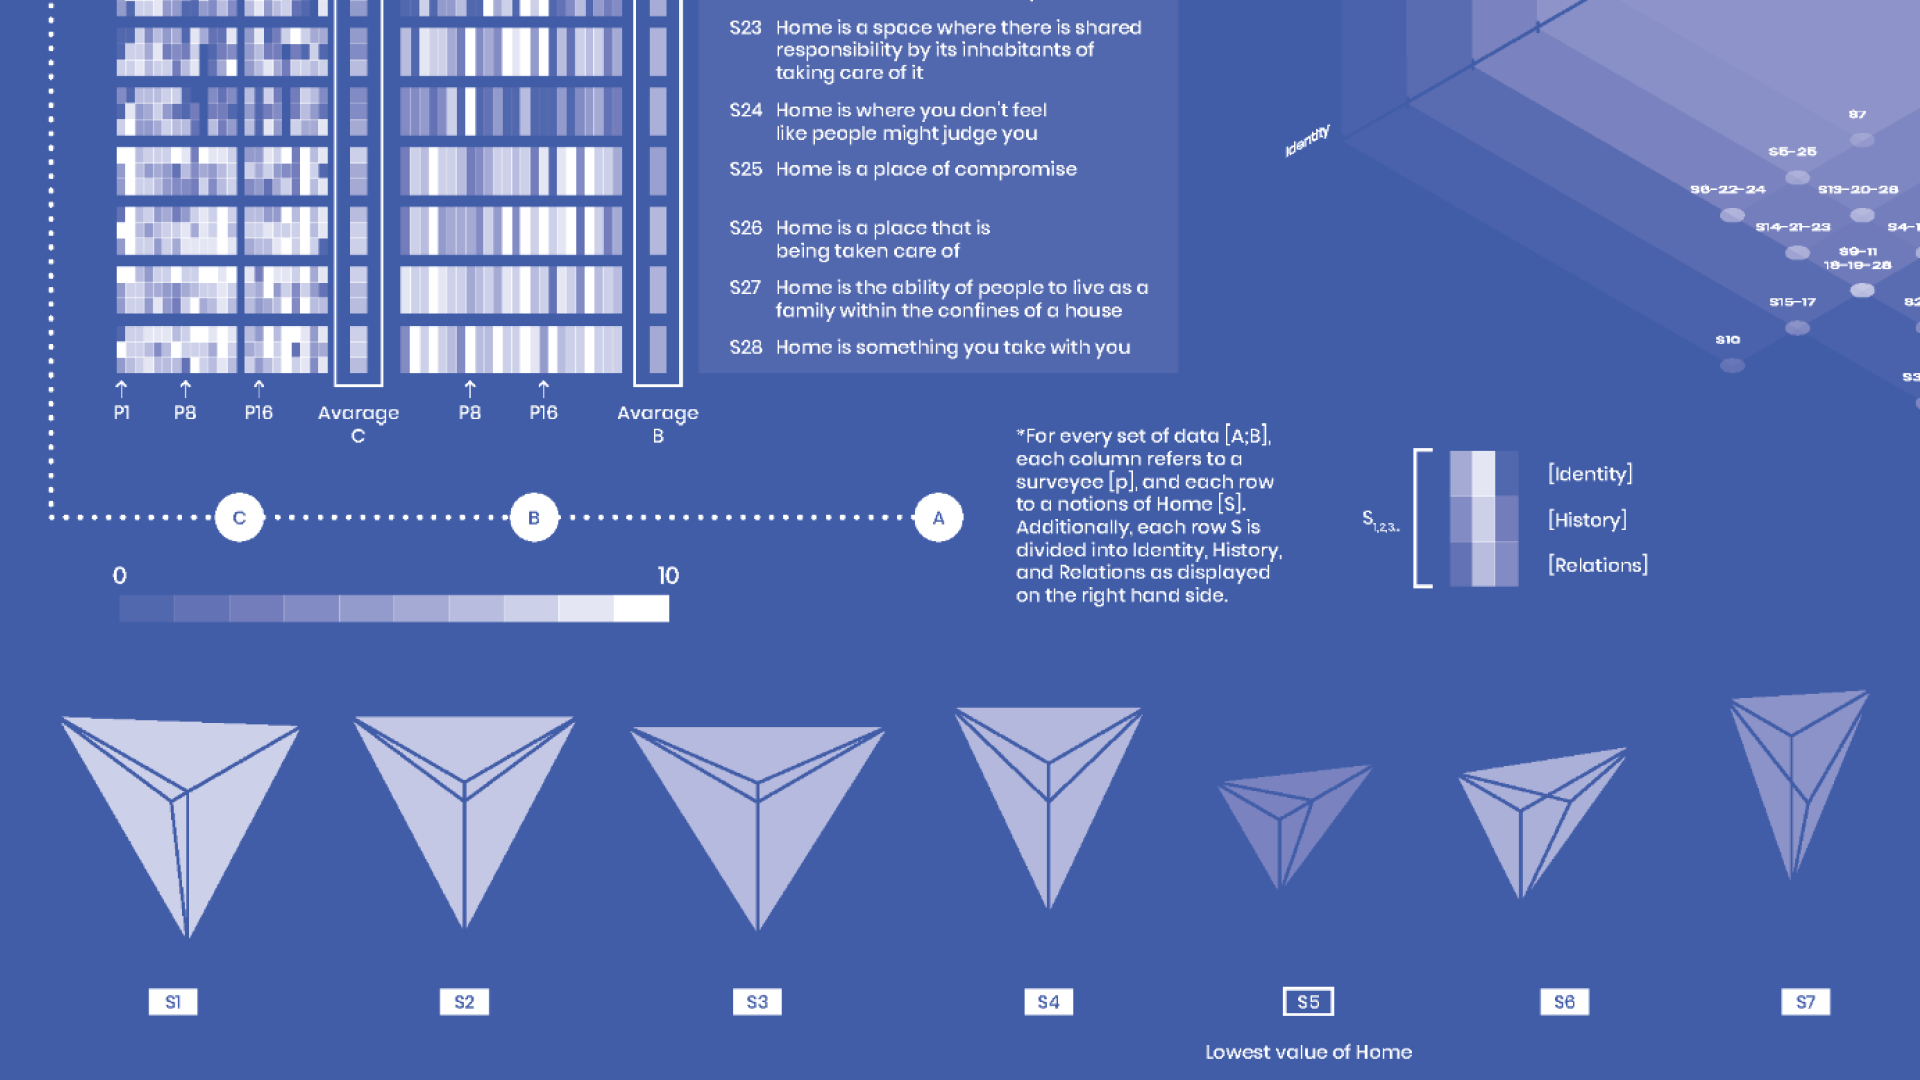 S23 Home is a space where there is shared
responsibility by its inhabitants of
taking care of it
S24 Home is where you don't feel
like people might judge you
S25 Home is a place of compromise
S26 Home is a place that is
being taken care of
S27 Home is the ability of people to live as a
family within the confines of a house
S28 Home is something you take with you
Identity
S7
S5-25
S6-22-24
S13-20-26
S14-21-23
S9-11
18-19-28
S15-17
S10
P1
P8
P16
Avarage
C
P8
P16
Avarage
B
C
B
A
0
10
*For every set of data [A;B],
each column refers to a
surveyee [p], and each row
to a notions of Home [S].
Additionally, each row S is
divided into Identity, History,
and Relations as displayed
on the right hand side.
S1,2,3..
[Identity]
[History]
[Relations]
S1
S2
S3
S4
S5
S6
S7
Lowest value of Home